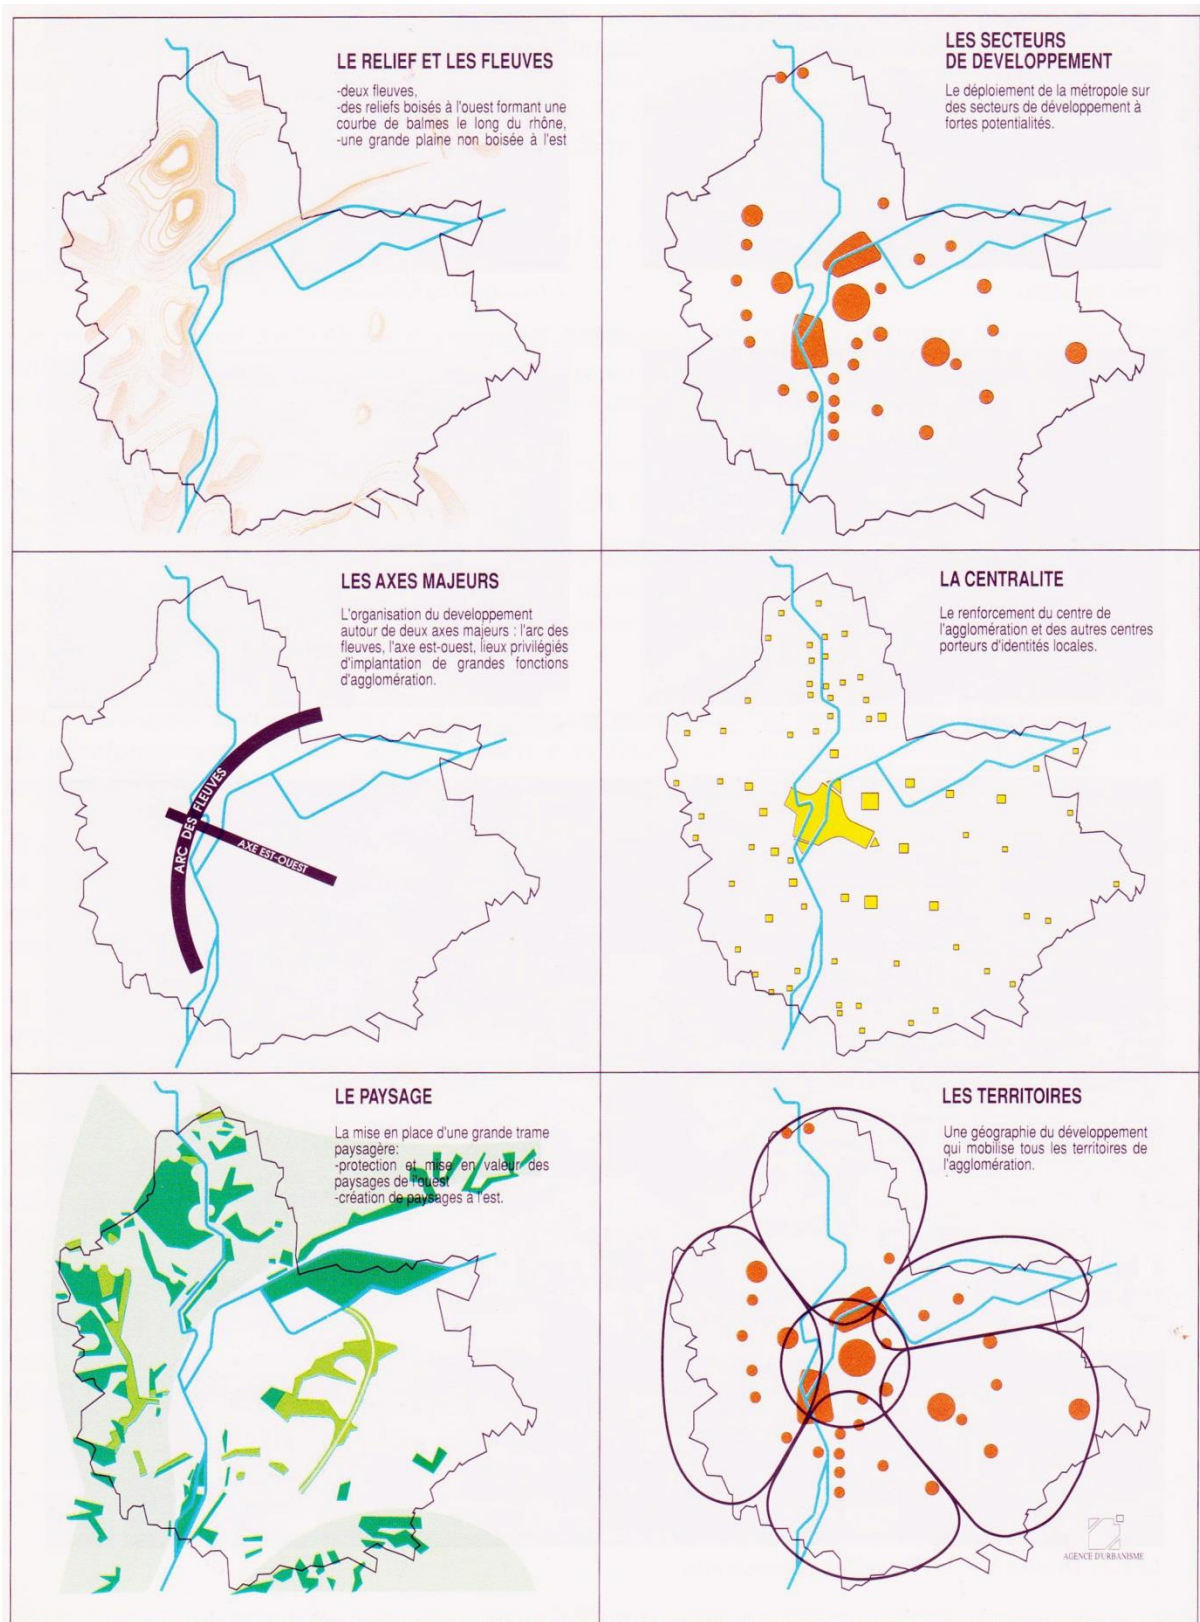 LE RELIEF ET LES FLEUVES
-deux fleuves,
-des reliefs boisés à l'ouest formant une
courbe de balmes le long du rhône,
-une grande plaine non boisée à l'est
LES SECTEURS
DE DEVELOPPEMENT
Le déploiement de la métropole sur
des secteurs de développement à
fortes potentialités.
LES AXES MAJEURS
L'organisation du developpement
autour de deux axes majeurs : l'arc des
fleuves, l'axe est-ouest, lieux privilégiés
d'implantation de grandes fonctions
d'agglomération.
ARC DES FLEUVES
AXE EST-OUEST
LA CENTRALITE
Le renforcement du centre de
l'agglomération et des autres centres
porteurs d'identités locales.
LE PAYSAGE
La mise en place d'une grande trame
paysagère:
-protection et mise en valeur des
paysages de l'ouest
-création de paysages à l'est.
LES TERRITOIRES
Une géographie du développement
qui mobilise tous les territoires de
l'agglomération.
AGENCE D'URBANISME